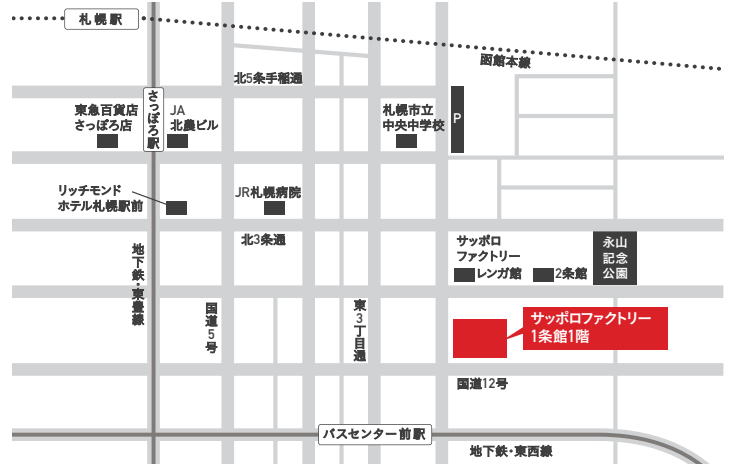 札幌駅
函館本線
北5条手稲通
さっぽろ駅
東急百貨店
さっぽろ店
JA
北農ビル
札幌市立
中央中学校
P
リッチモンド
ホテル札幌駅前
JR札幌病院
北3条通
サッポロ
ファクトリー
レンガ館
2条館
永山
記念
公園
地下鉄・東豊線
国道5号
東3丁目通
サッポロファクトリー
1条館1階
国道12号
バスセンター前駅
地下鉄・東西線